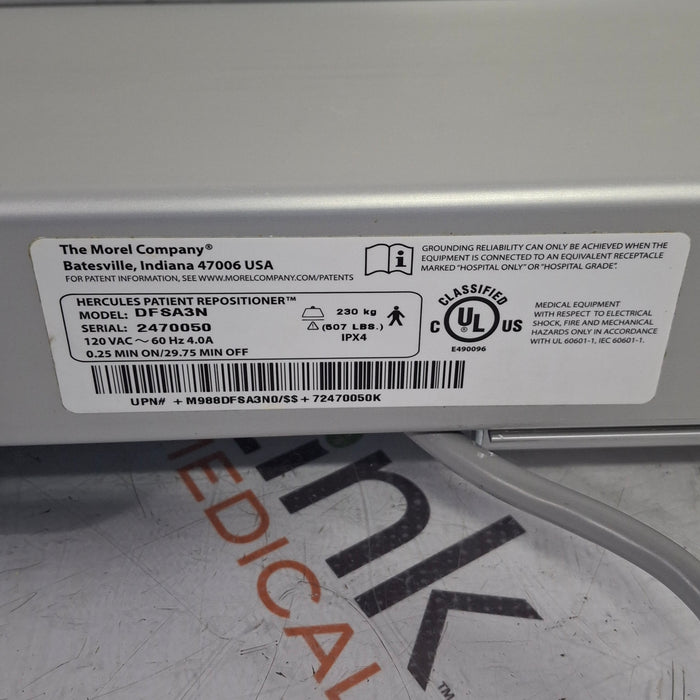 The Morel Company®
Batesville, Indiana 47006 USA
FOR PATENT INFORMATION, SEE WWW.MORELCOMPANY.COM/PATENTS
GROUNDING RELIABILITY CAN ONLY BE ACHIEVED WHEN THE
EQUIPMENT IS CONNECTED TO AN EQUIVALENT RECEPTACLE
MARKED "HOSPITAL ONLY" OR "HOSPITAL GRADE".
HERCULES PATIENT REPOSITIONER™
MODEL: DFSA3N
SERIAL: 2470050
120 VAC ~ 60 Hz 4.0A
0.25 MIN ON/29.75 MIN OFF
230 kg
(507 LBS.)
IPX4
CLASSIFIED
C UL US
E490096
MEDICAL EQUIPMENT
WITH RESPECT TO ELECTRICAL
SHOCK, FIRE AND MECHANICAL
HAZARDS ONLY IN ACCORDANCE
WITH UL 60601-1, IEC 60601-1.
UPN# +M988DFSA3N0/$$+72470050K
ink™
MEDICAL